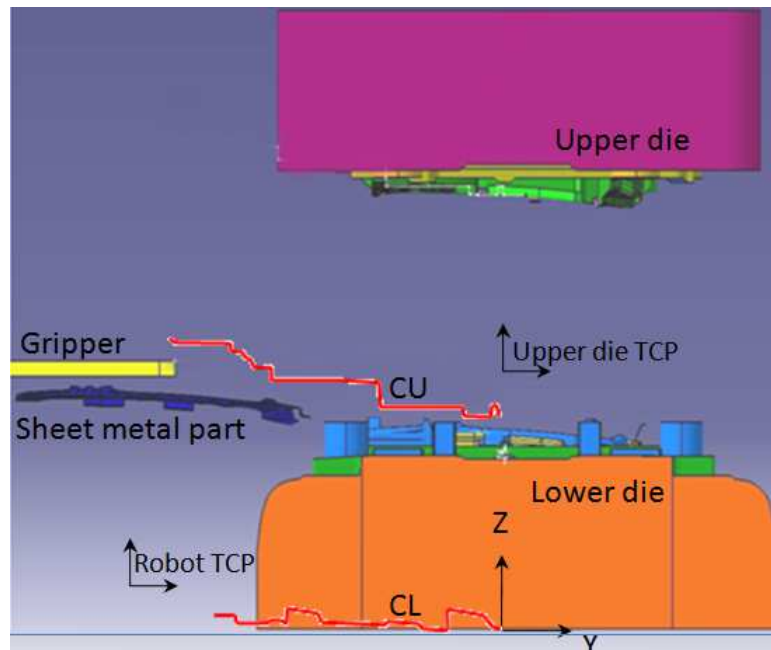 Upper die
Gripper
Upper die TCP
CU
Sheet metal part
Lower die
Z
Robot TCP
CL
Y